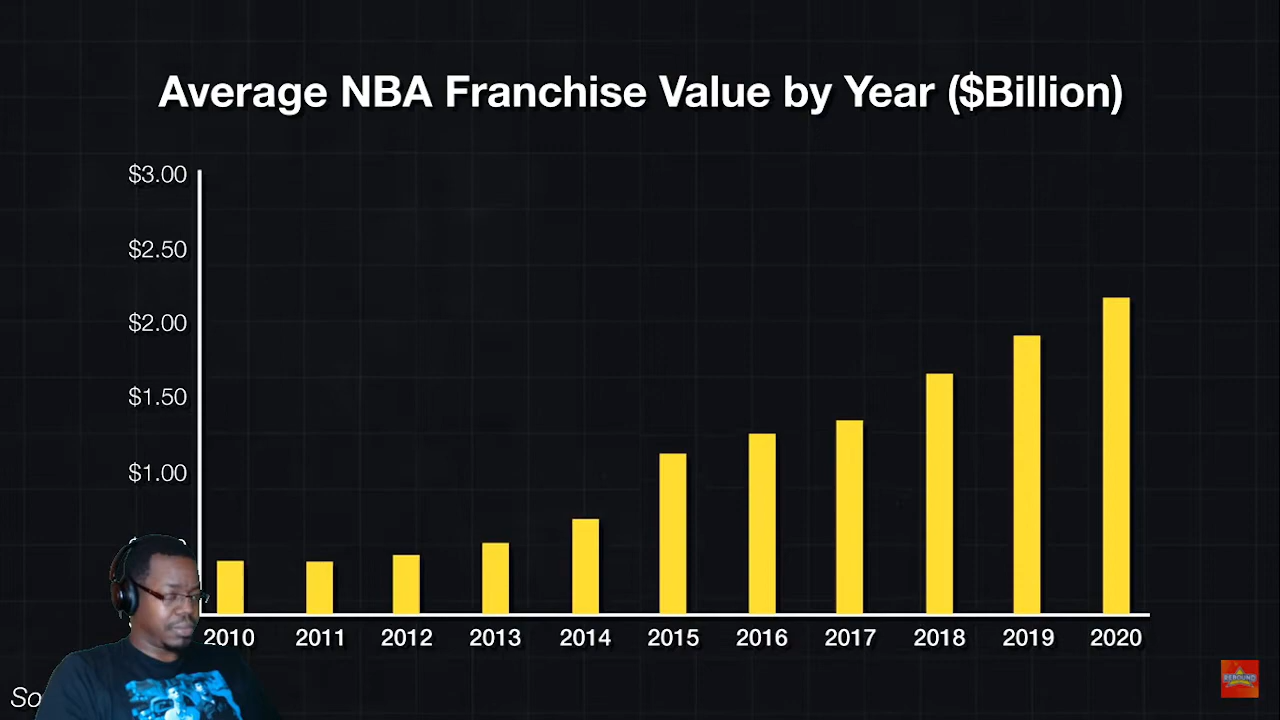 Average NBA Franchise Value by Year ($Billion)
$3.00
$2.50
$2.00
$1.50
$1.00
2010 2011 2012 2013 2014 2015 2016 2017 2018 2019 2020
REBOUND